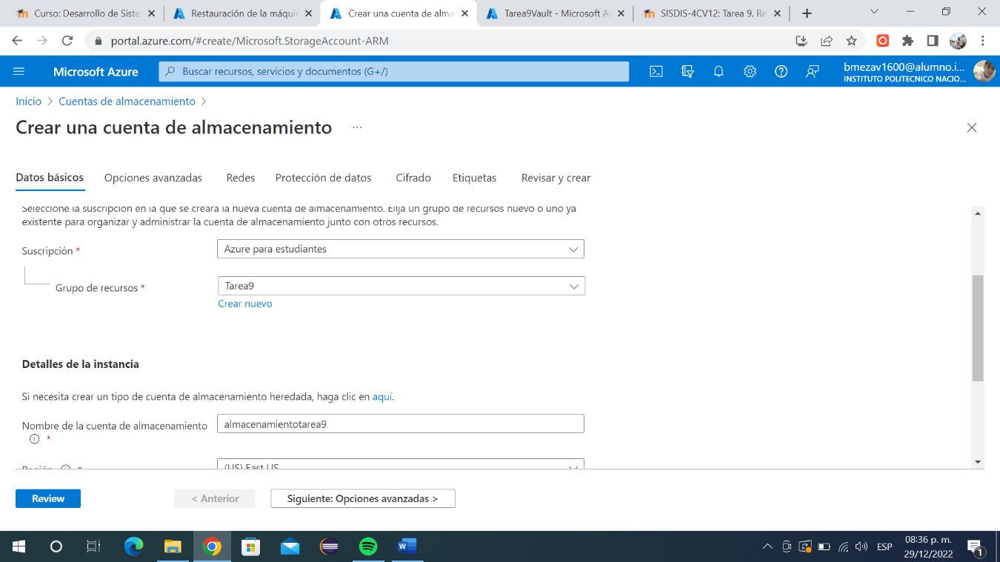 Curso: Desarrollo de Siste
Restauración de la máquin
Crear una cuenta de alma
Tarea9Vault - Microsoft A
SISDIS-4CV12: Tarea 9. Re
portal.azure.com/#create/Microsoft.StorageAccount-ARM
Microsoft Azure
Buscar recursos, servicios y documentos (G+/)
bmezav1600@alumno.i...
INSTITUTO POLITECNICO NACIO...
Inicio > Cuentas de almacenamiento >
Crear una cuenta de almacenamiento ...
Datos básicos Opciones avanzadas Redes Protección de datos Cifrado Etiquetas Revisar y crear
Seleccione la suscripción en la que se creará la nueva cuenta de almacenamiento. Elija un grupo de recursos nuevo o uno ya
existente para organizar y administrar la cuenta de almacenamiento junto con otros recursos.
Suscripción *
Azure para estudiantes
Grupo de recursos *
Tarea9
Crear nuevo
Detalles de la instancia
Si necesita crear un tipo de cuenta de almacenamiento heredada, haga clic en aquí.
Nombre de la cuenta de almacenamiento *
almacenamientotarea9
Región *
(US) East US
Review
< Anterior
Siguiente: Opciones avanzadas >
ESP
08:36 p. m.
29/12/2022
1